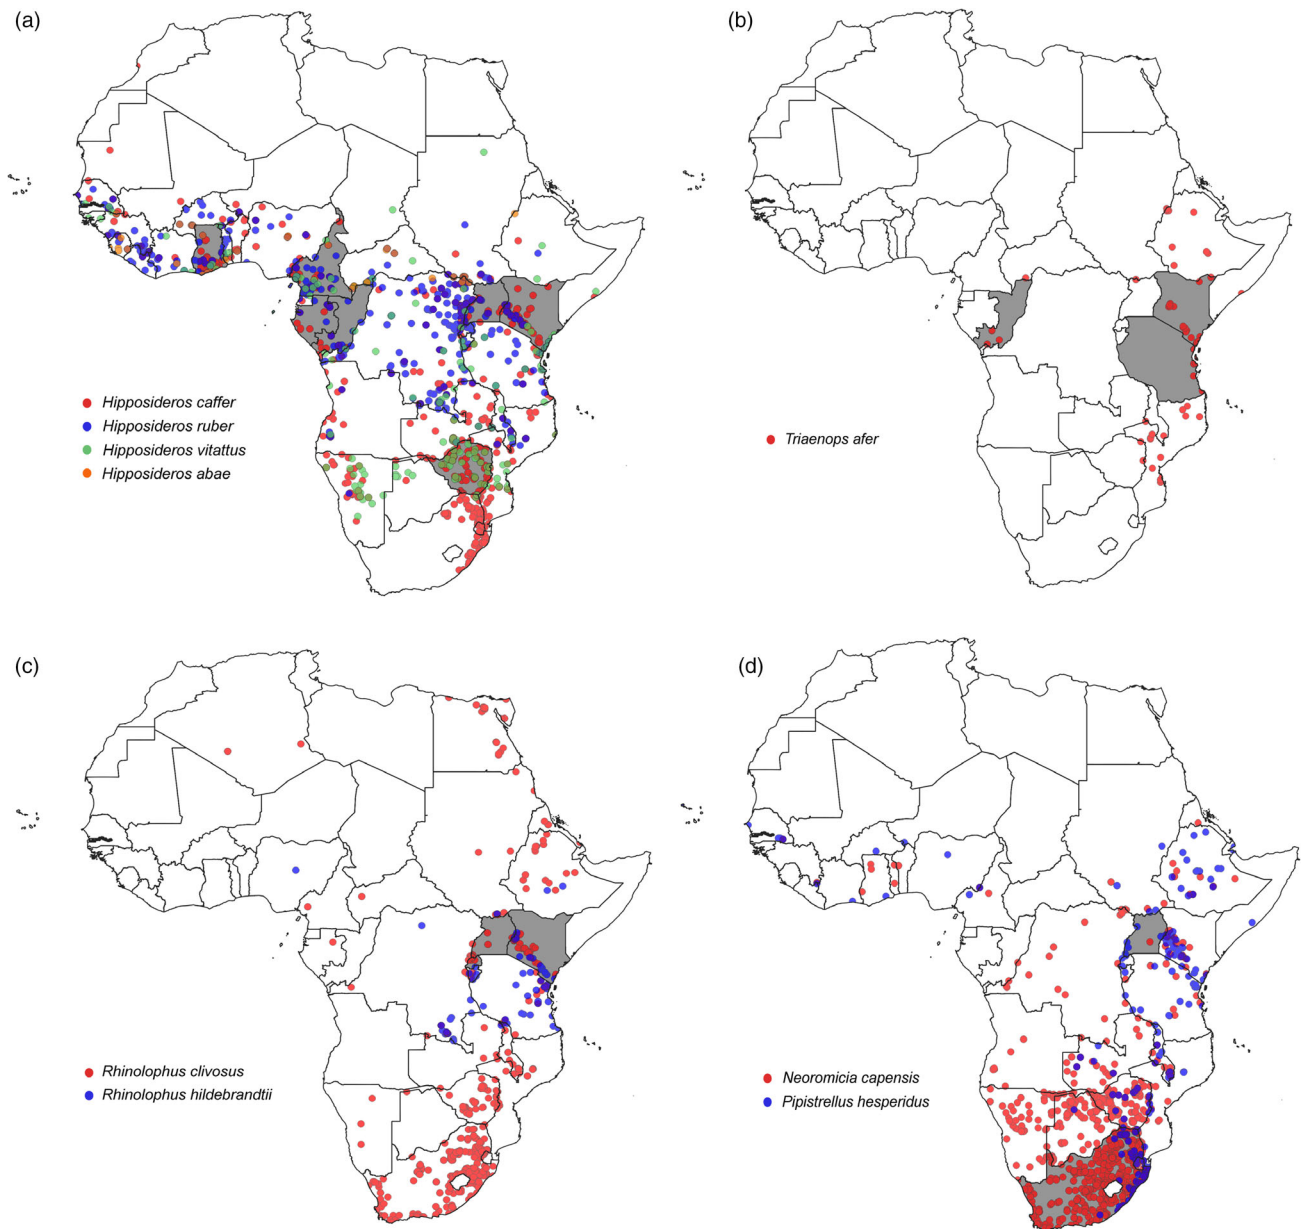 (a)
Hipposideros caffer
Hipposideros ruber
Hipposideros vitattus
Hipposideros abae
(b)
Triaenops afer
(c)
Rhinolophus clivosus
Rhinolophus hildebrandtii
(d)
Neoromicia capensis
Pipistrellus hesperidus